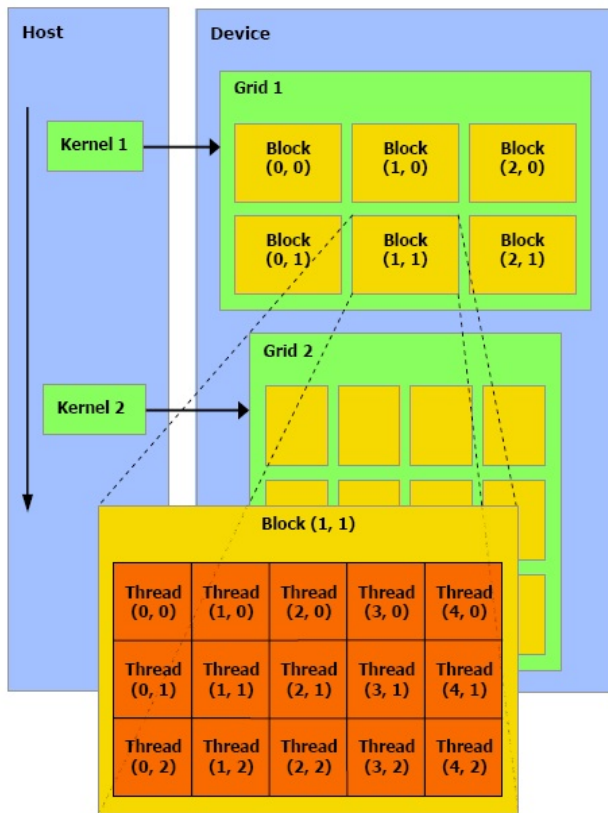 Host
Device
Grid 1
Kernel 1
Block Block Block
(0, 0) (1, 0) (2, 0)
Block Block Block
(0, 1) (1, 1) (2, 1)
Grid 2
Kernel 2
Block (1, 1)
Thread Thread Thread Thread Thread
(0, 0) (1, 0) (2, 0) (3, 0) (4, 0)
Thread Thread Thread Thread Thread
(0, 1) (1, 1) (2, 1) (3, 1) (4, 1)
Thread Thread Thread Thread Thread
(0, 2) (1, 2) (2, 2) (3, 2) (4, 2)